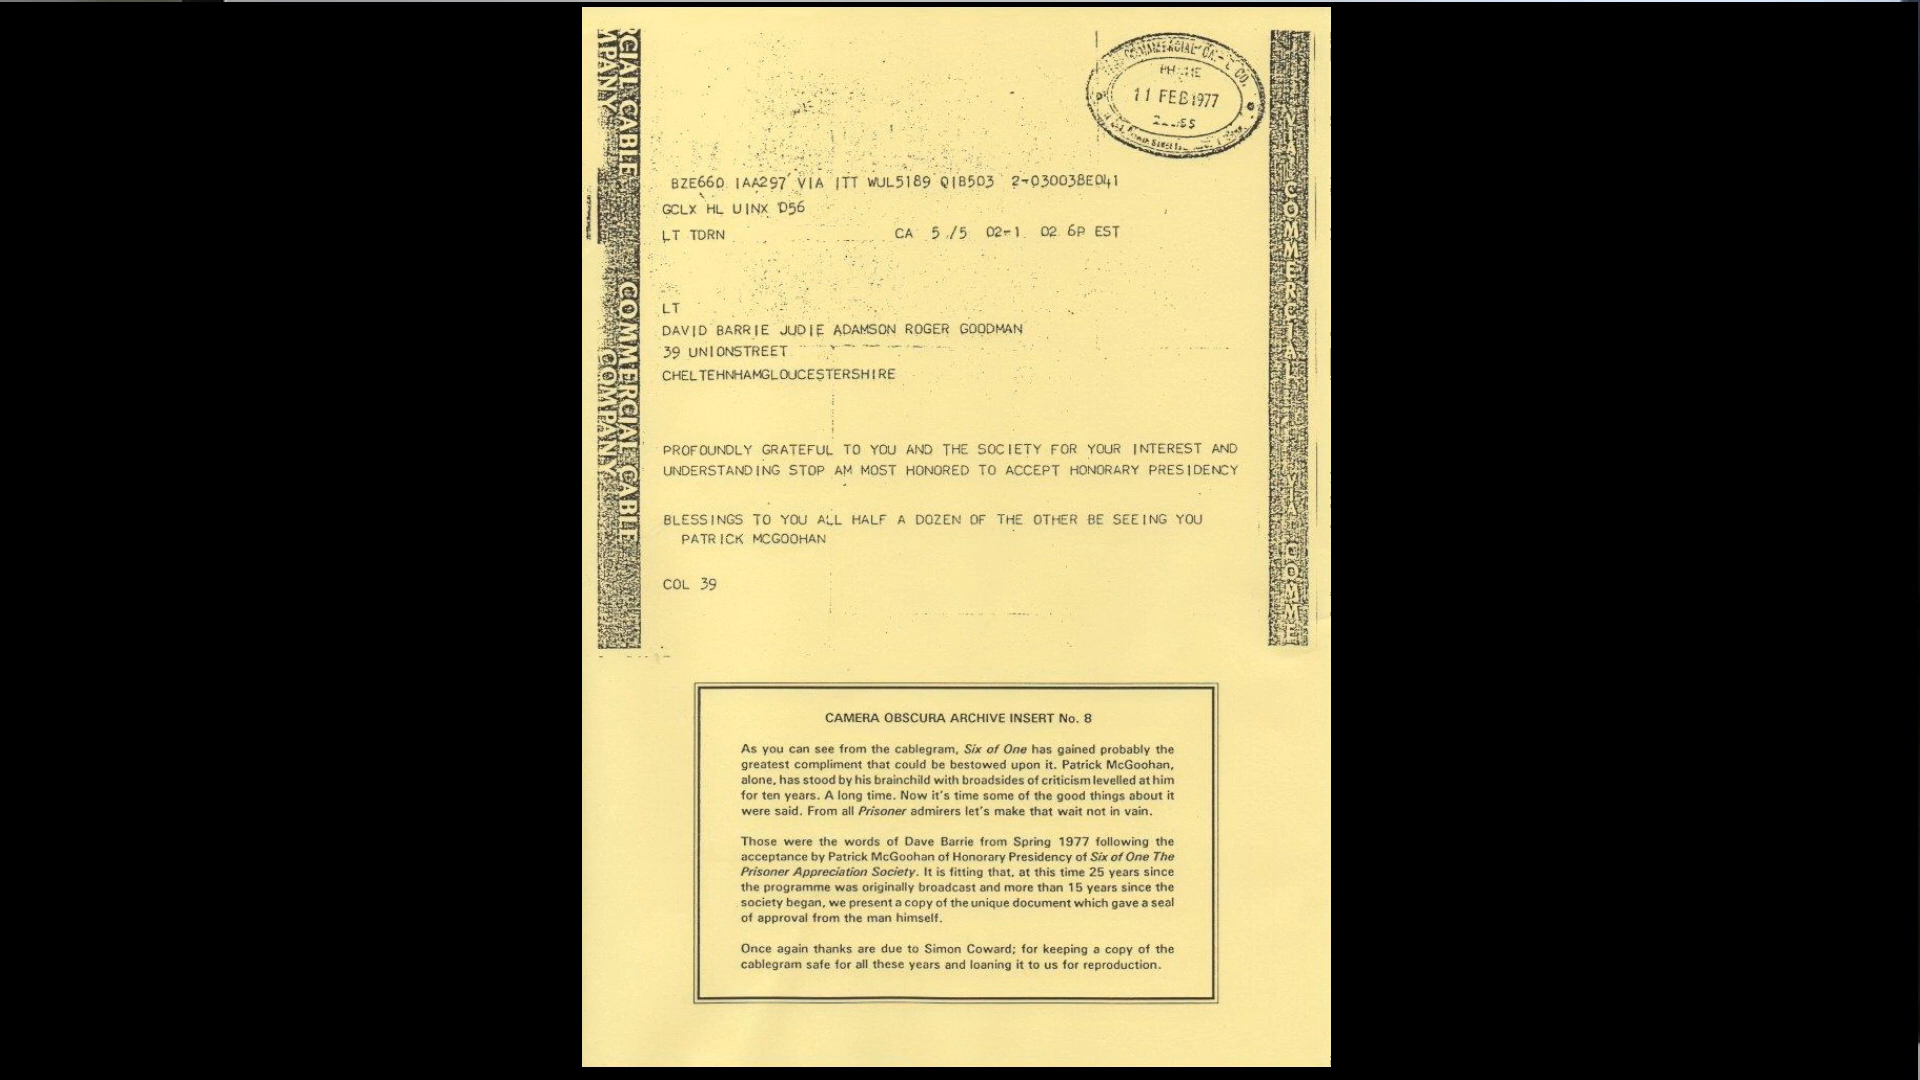 COMMERCIAL CABLE CO.
11 FEB 1977
CIAL CABLE
MPANY
COMMERCIAL CABLE
COMPANY
VIA COMMERCIAL
VIA COMME
BZE660 IAA297 VIA ITT WUL5189 QIB503 2-030038E041
GCLX HL UINX D56
LT TDRN CA 5/5 02-1 02 6P EST
LT
DAVID BARRIE JUDIE ADAMSON ROGER GOODMAN
39 UNIONSTREET
CHELTEHNHAMGLOUCESTERSHIRE
PROFOUNDLY GRATEFUL TO YOU AND THE SOCIETY FOR YOUR INTEREST AND
UNDERSTANDING STOP AM MOST HONORED TO ACCEPT HONORARY PRESIDENCY
BLESSINGS TO YOU ALL HALF A DOZEN OF THE OTHER BE SEEING YOU
PATRICK MCGOOHAN
COL 39
CAMERA OBSCURA ARCHIVE INSERT No. 8
As you can see from the cablegram, Six of One has gained probably the
greatest compliment that could be bestowed upon it. Patrick McGoohan,
alone, has stood by his brainchild with broadsides of criticism levelled at him
for ten years. A long time. Now it's time some of the good things about it
were said. From all Prisoner admirers let's make that wait not in vain.
Those were the words of Dave Barrie from Spring 1977 following the
acceptance by Patrick McGoohan of Honorary Presidency of Six of One The
Prisoner Appreciation Society. It is fitting that, at this time 25 years since
the programme was originally broadcast and more than 15 years since the
society began, we present a copy of the unique document which gave a seal
of approval from the man himself.
Once again thanks are due to Simon Coward; for keeping a copy of the
cablegram safe for all these years and loaning it to us for reproduction.